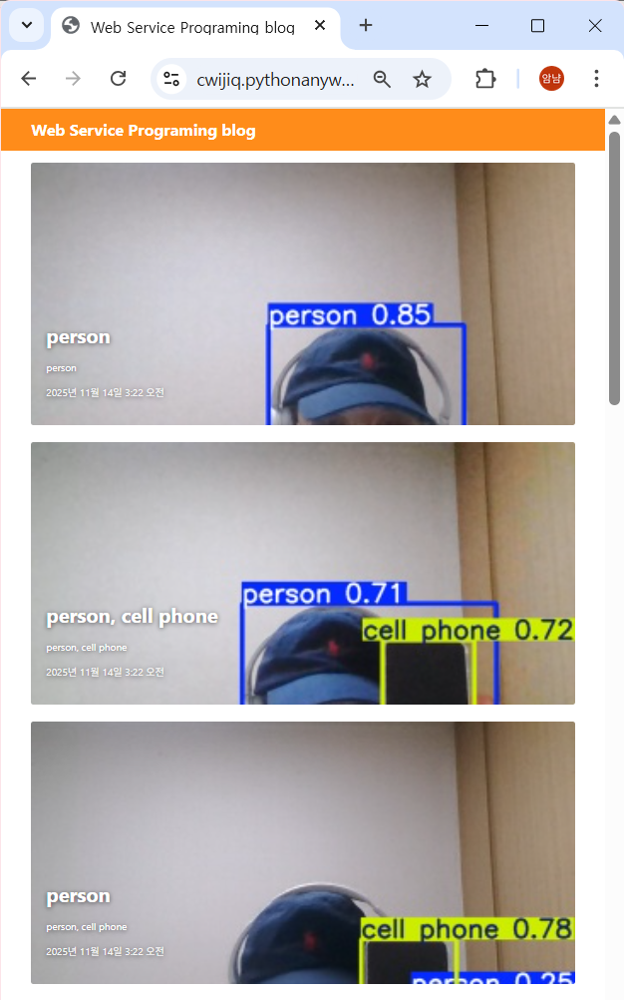 Web Service Programing blog
cwijiq.pythonanyw...
암냠
Web Service Programing blog
person 0.85
person
person
2025년 11월 14일 3:22 오전
person 0.71
cell phone 0.72
person, cell phone
person, cell phone
2025년 11월 14일 3:22 오전
person
cell phone 0.78
person, cell phone
2025년 11월 14일 3:22 오전
person 0.25